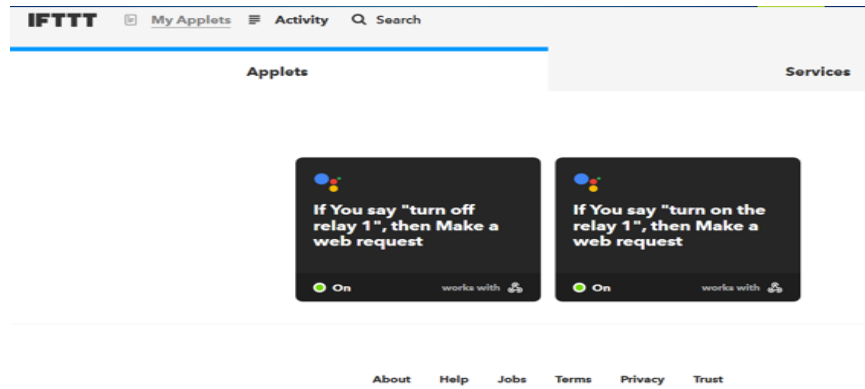 IFTTT My Applets Activity Search
Applets Services
If You say "turn off
relay 1", then Make a
web request
On works with
If You say "turn on the
relay 1", then Make a
web request
On works with
About Help Jobs Terms Privacy Trust